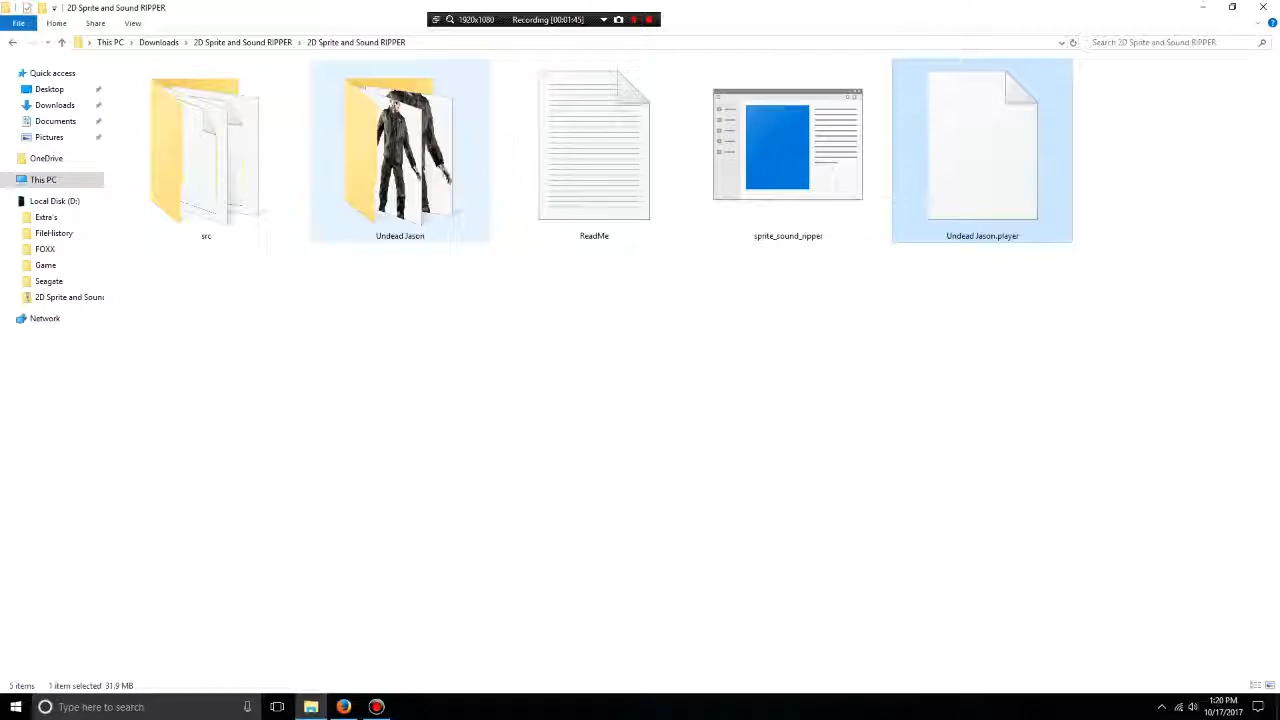 2D Sprite and Sound RIPPER
1920x1080 Recording [00:01:45]
File Home Share View
This PC Downloads 2D Sprite and Sound RIPPER 2D Sprite and Sound RIPPER
Search 2D Sprite and Sound RIPPER
Quick access
Desktop
Downloads
Documents
Pictures
OneDrive
This PC
Local Disk (D:)
Extra's
FileHistory
FOXX
Game
Seagate
2D Sprite and Sound
Network
src
Undead Jason
ReadMe
sprite_sound_ripper
Undead Jason.player
5 items 1 item selected 31.9 MB
Type here to search
1:20 PM
10/17/2017